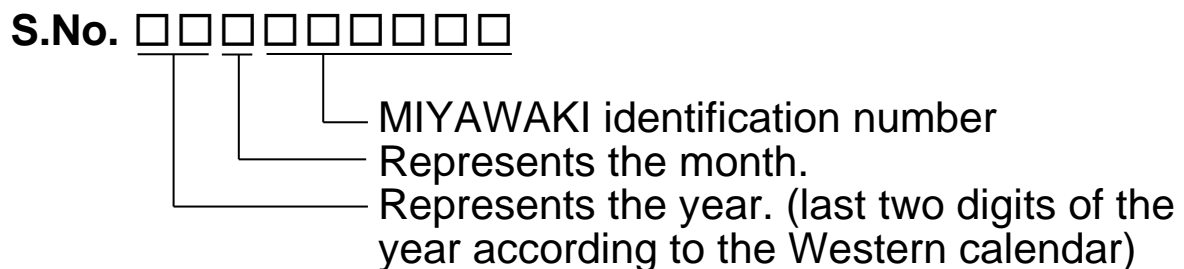 S.No. □□□□□□□□□
MIYAWAKI identification number
Represents the month.
Represents the year. (last two digits of the
year according to the Western calendar)